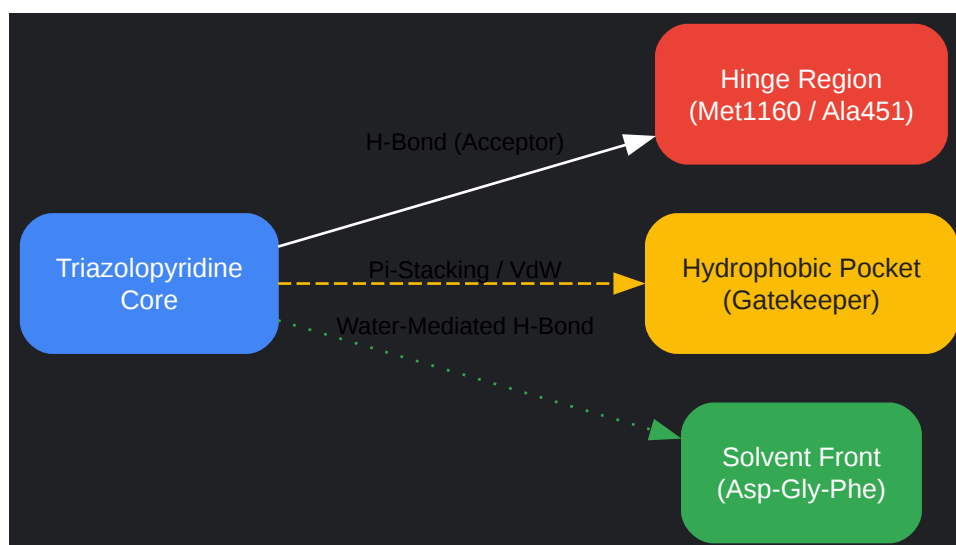 Hinge Region
(Met1160 / Ala451)
H-Bond (Acceptor)
Triazolopyridine
Core
Pi-Stacking / VdW
Hydrophobic Pocket
(Gatekeeper)
Water-Mediated H-Bond
Solvent Front
(Asp-Gly-Phe)